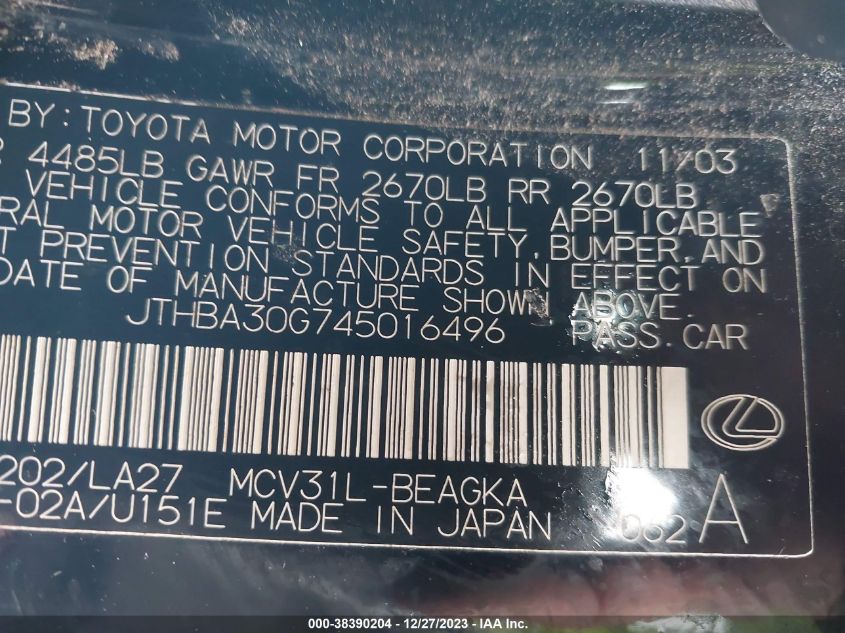 BY: TOYOTA MOTOR CORPORATION 11/03
4485LB GAWR FR 2670LB RR 2670LB
VEHICLE CONFORMS TO ALL APPLICABLE
RAL MOTOR VEHICLE SAFETY, BUMPER, AND
T PREVENTION STANDARDS IN EFFECT ON
DATE OF MANUFACTURE SHOWN ABOVE.
JTHBA30G745016496 PASS. CAR
202/LA27 MCV31L-BEAGKA
-02A/U151E MADE IN JAPAN 062 A
000-38390204 - 12/27/2023 - IAA Inc.